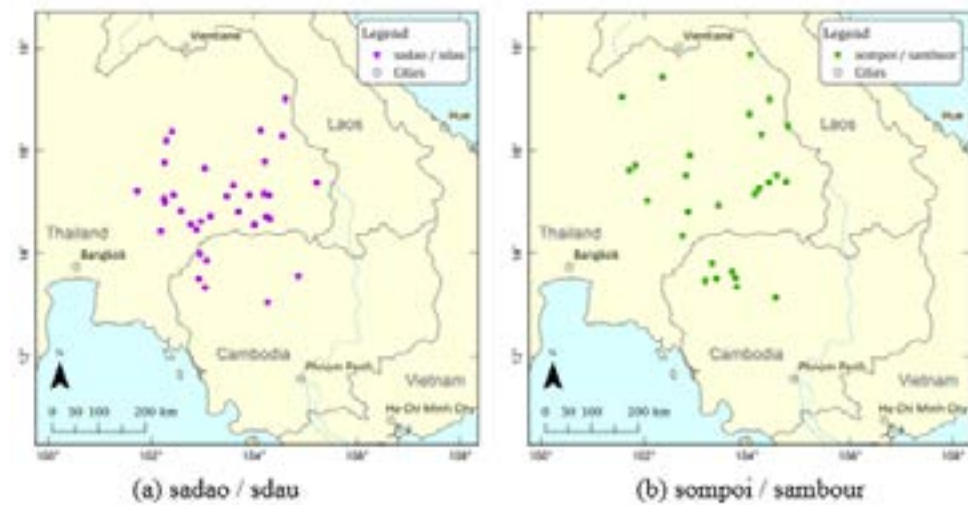 Legend
sadao / sdau
Cities
Vientiane
Laos
Hue
Thailand
Bangkok
Cambodia
Phnom Penh
Vietnam
Ho Chi Minh City
0 50 100 200 km
100° 102° 104° 106° 108°
(a) sadao / sdau
Legend
sompoi / sambour
Cities
Vientiane
Laos
Hue
Thailand
Bangkok
Cambodia
Phnom Penh
Vietnam
Ho Chi Minh City
0 50 100 200 km
100° 102° 104° 106° 108°
(b) sompoi / sambour